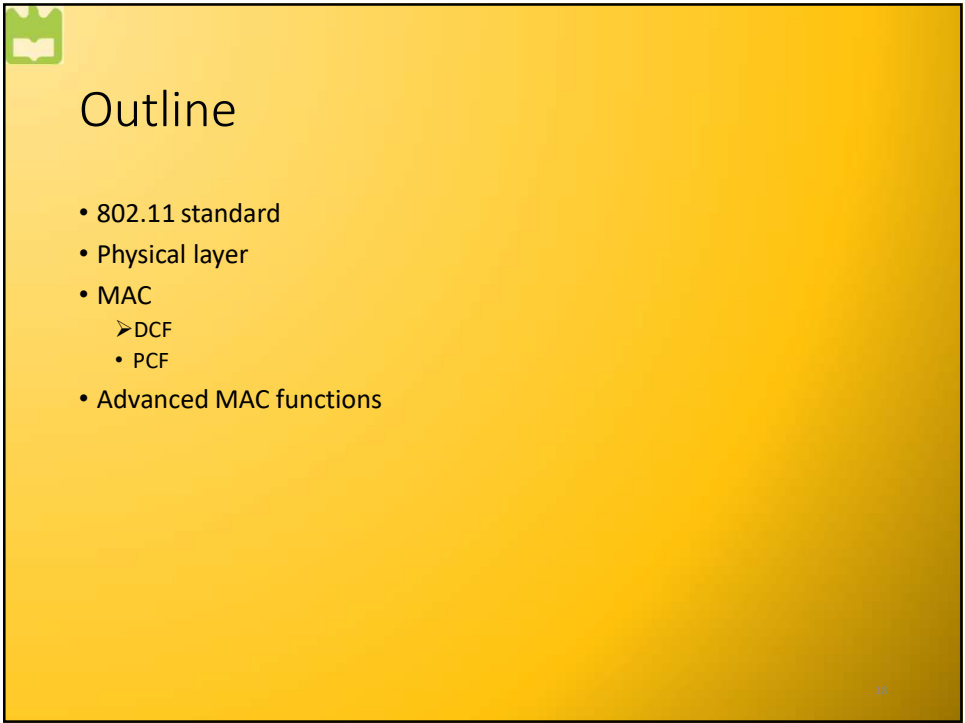 Outline
• 802.11 standard
• Physical layer
• MAC
➢DCF
• PCF
• Advanced MAC functions